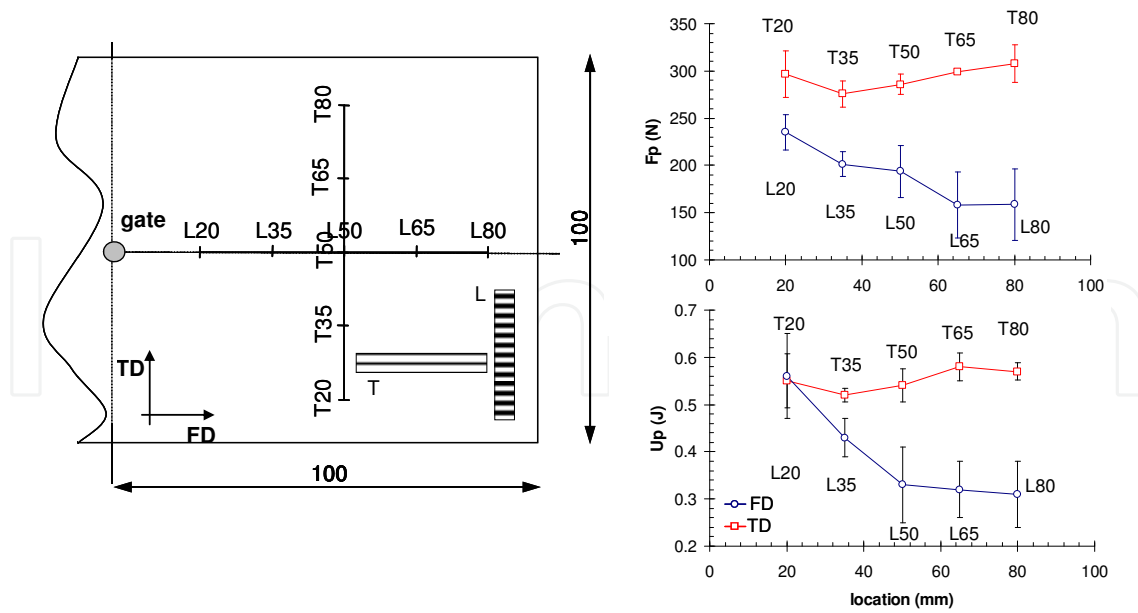 T80
T65
T50
T35
T20
gate
L20 L35 L50 L65 L80
100
L
T
TD
FD
100
350
300
250
200
150
100
Fp (N)
T20 T35 T50 T65 T80
L20 L35 L50 L65 L80
0 20 40 60 80 100
0.7
0.6
0.5
0.4
0.3
0.2
Up (J)
T20 T35 T50 T65 T80
L20 L35 L50 L65 L80
FD
TD
0 20 40 60 80 100
location (mm)